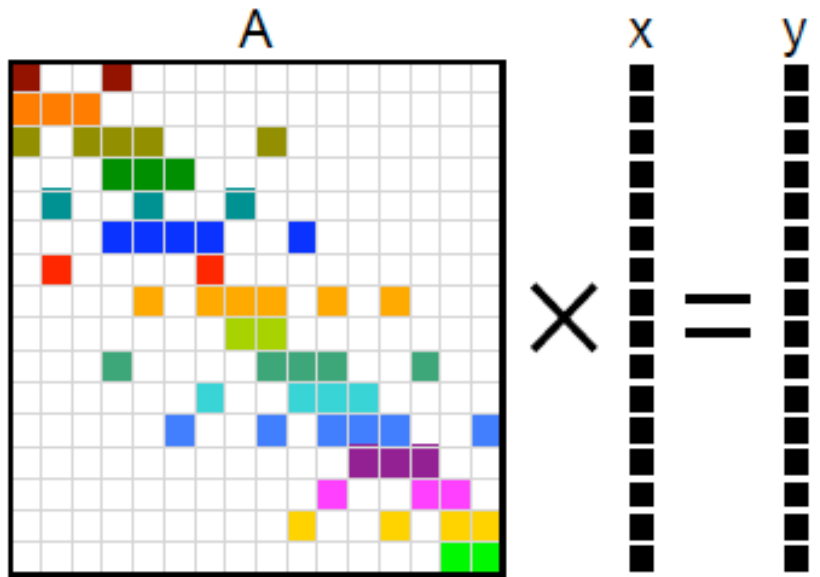 A x y
× =